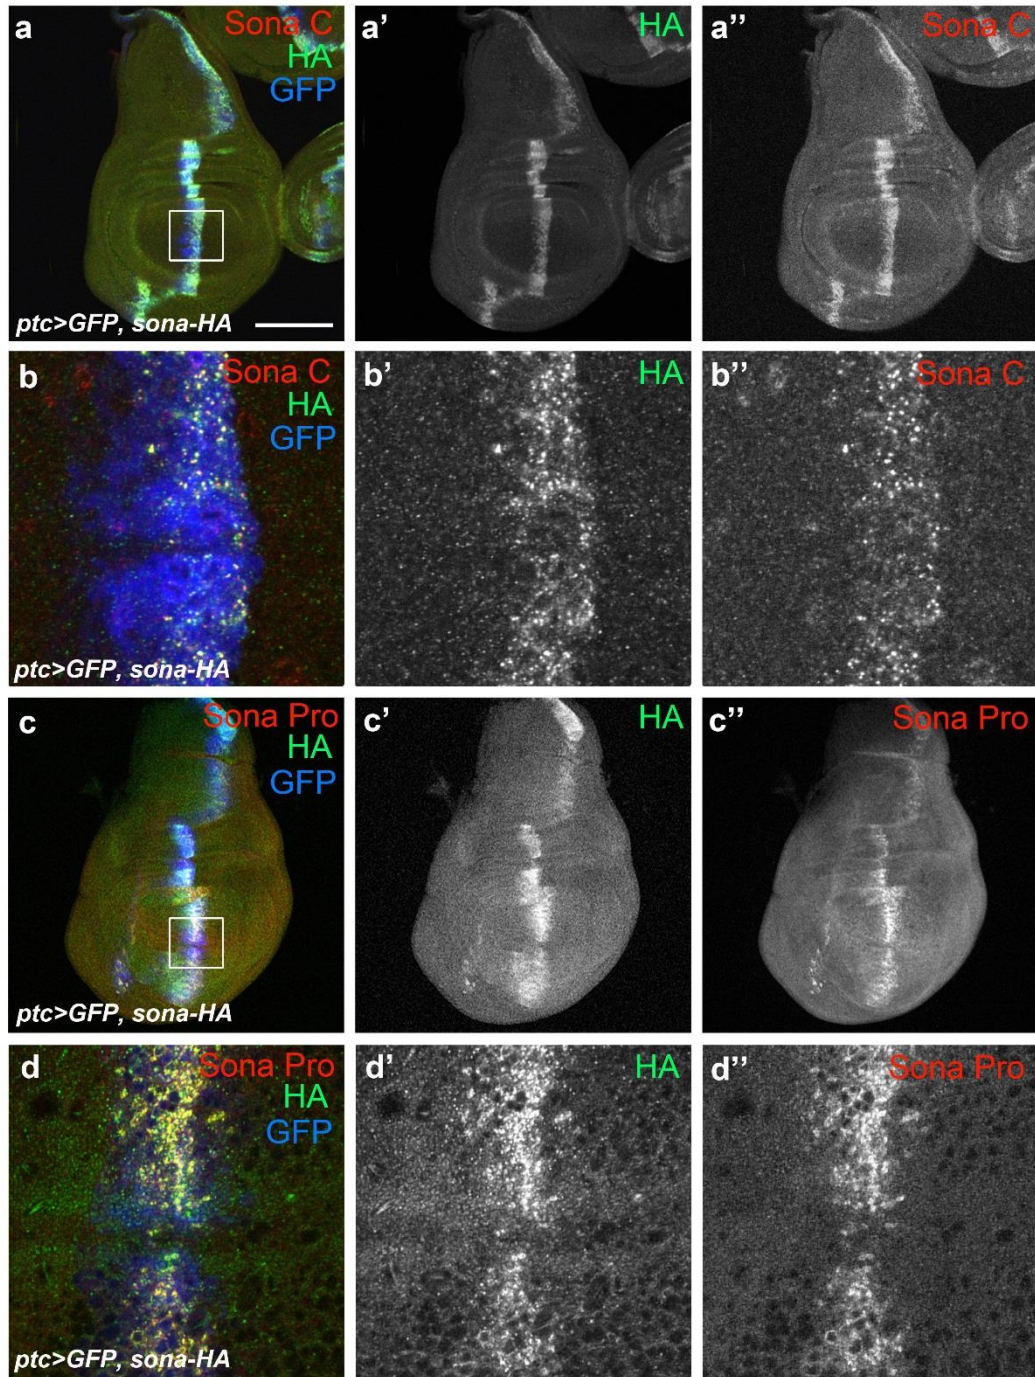 a
Sona C
HA
GFP
ptc>GFP, sona-HA
a'
HA
a''
Sona C
b
Sona C
HA
GFP
ptc>GFP, sona-HA
b'
HA
b''
Sona C
c
Sona Pro
HA
GFP
ptc>GFP, sona-HA
c'
HA
c''
Sona Pro
d
Sona Pro
HA
GFP
ptc>GFP, sona-HA
d'
HA
d''
Sona Pro